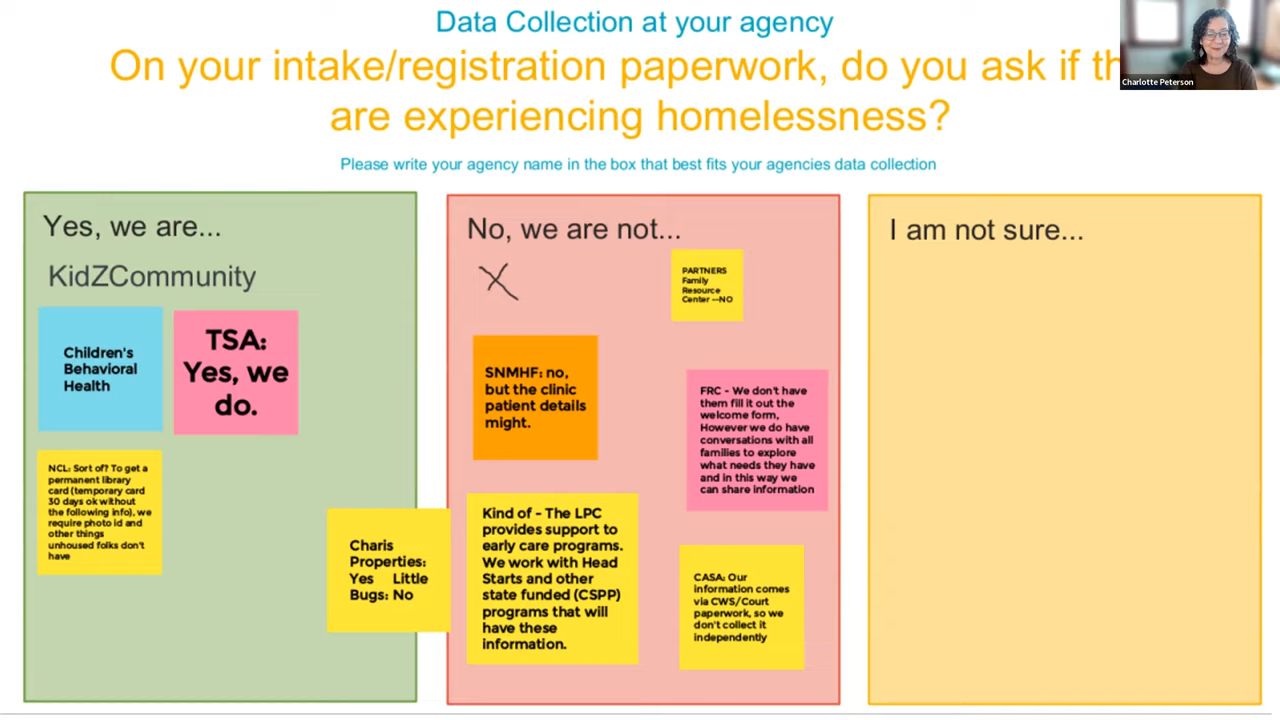 Data Collection at your agency
On your intake/registration paperwork, do you ask if th
are experiencing homelessness?
Charlotte Peterson
Please write your agency name in the box that best fits your agencies data collection
Yes, we are...
KidZCommunity
Children's
Behavioral
Health
TSA:
Yes, we
do.
NCL: Sort of? To get a
permanent library
card (temporary card
30 days ok without
the following info), we
require photo id and
other things
unhoused folks don't
have
Charis
Properties:
Yes Little
Bugs: No
No, we are not...
X
PARTNERS
Family
Resource
Center --NO
SNMHF: no,
but the clinic
patient details
might.
FRC - We don't have
them fill it out the
welcome form,
However we do have
conversations with all
families to explore
what needs they have
and in this way we
can share information
Kind of - The LPC
provides support to
early care programs.
We work with Head
Starts and other
state funded (CSPP)
programs that will
have these
information.
CASA: Our
information comes
via CWS/Court
paperwork, so we
don't collect it
independently
I am not sure...